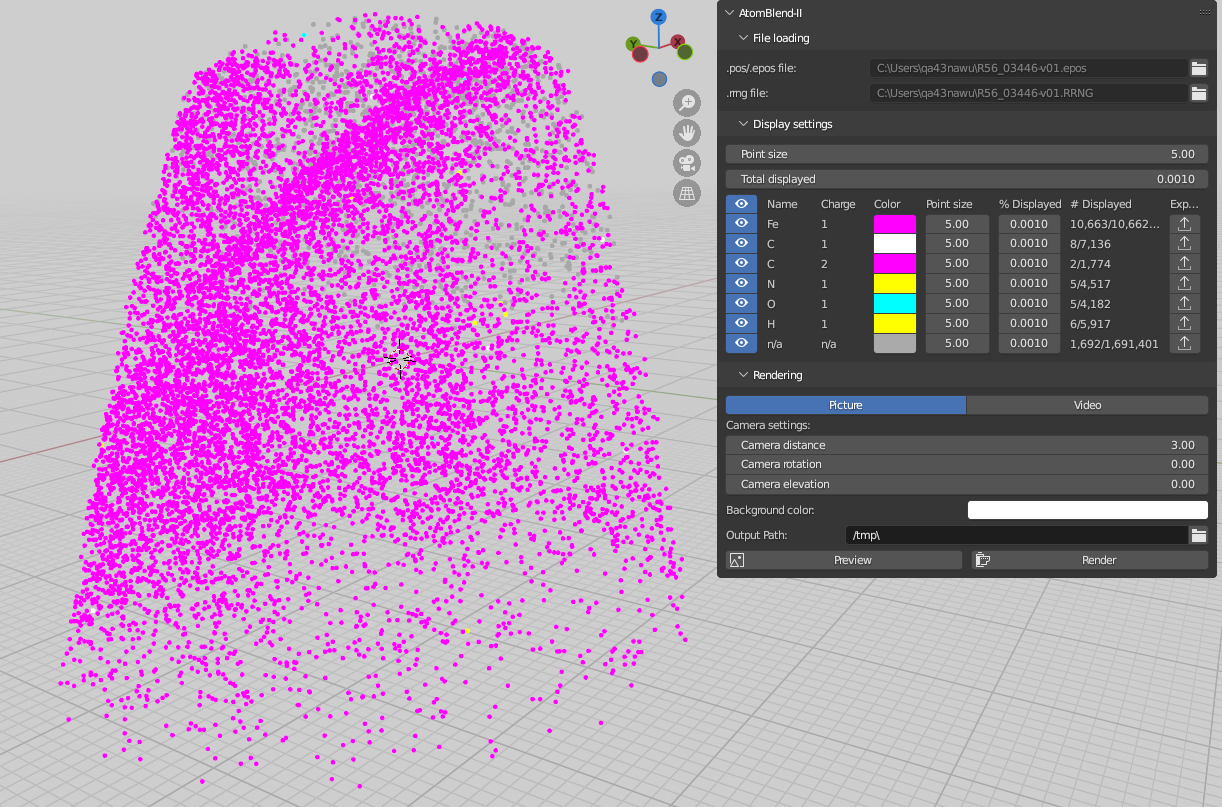 Z
Y
X
AtomBlend-II
File loading
.pos/.epos file: C:\Users\qa43nawu\R56_03446-v01.epos
.rrng file: C:\Users\qa43nawu\R56_03446-v01.RRNG
Display settings
Point size 5.00
Total displayed 0.0010
Name Charge Color Point size % Displayed # Displayed Exp...
Fe 1 5.00 0.0010 10,663/10,662...
C 1 5.00 0.0010 8/7,136
C 2 5.00 0.0010 2/1,774
N 1 5.00 0.0010 5/4,517
O 1 5.00 0.0010 5/4,182
H 1 5.00 0.0010 6/5,917
n/a n/a 5.00 0.0010 1,692/1,691,401
Rendering
Picture Video
Camera settings:
Camera distance 3.00
Camera rotation 0.00
Camera elevation 0.00
Background color:
Output Path: /tmp\
Preview Render